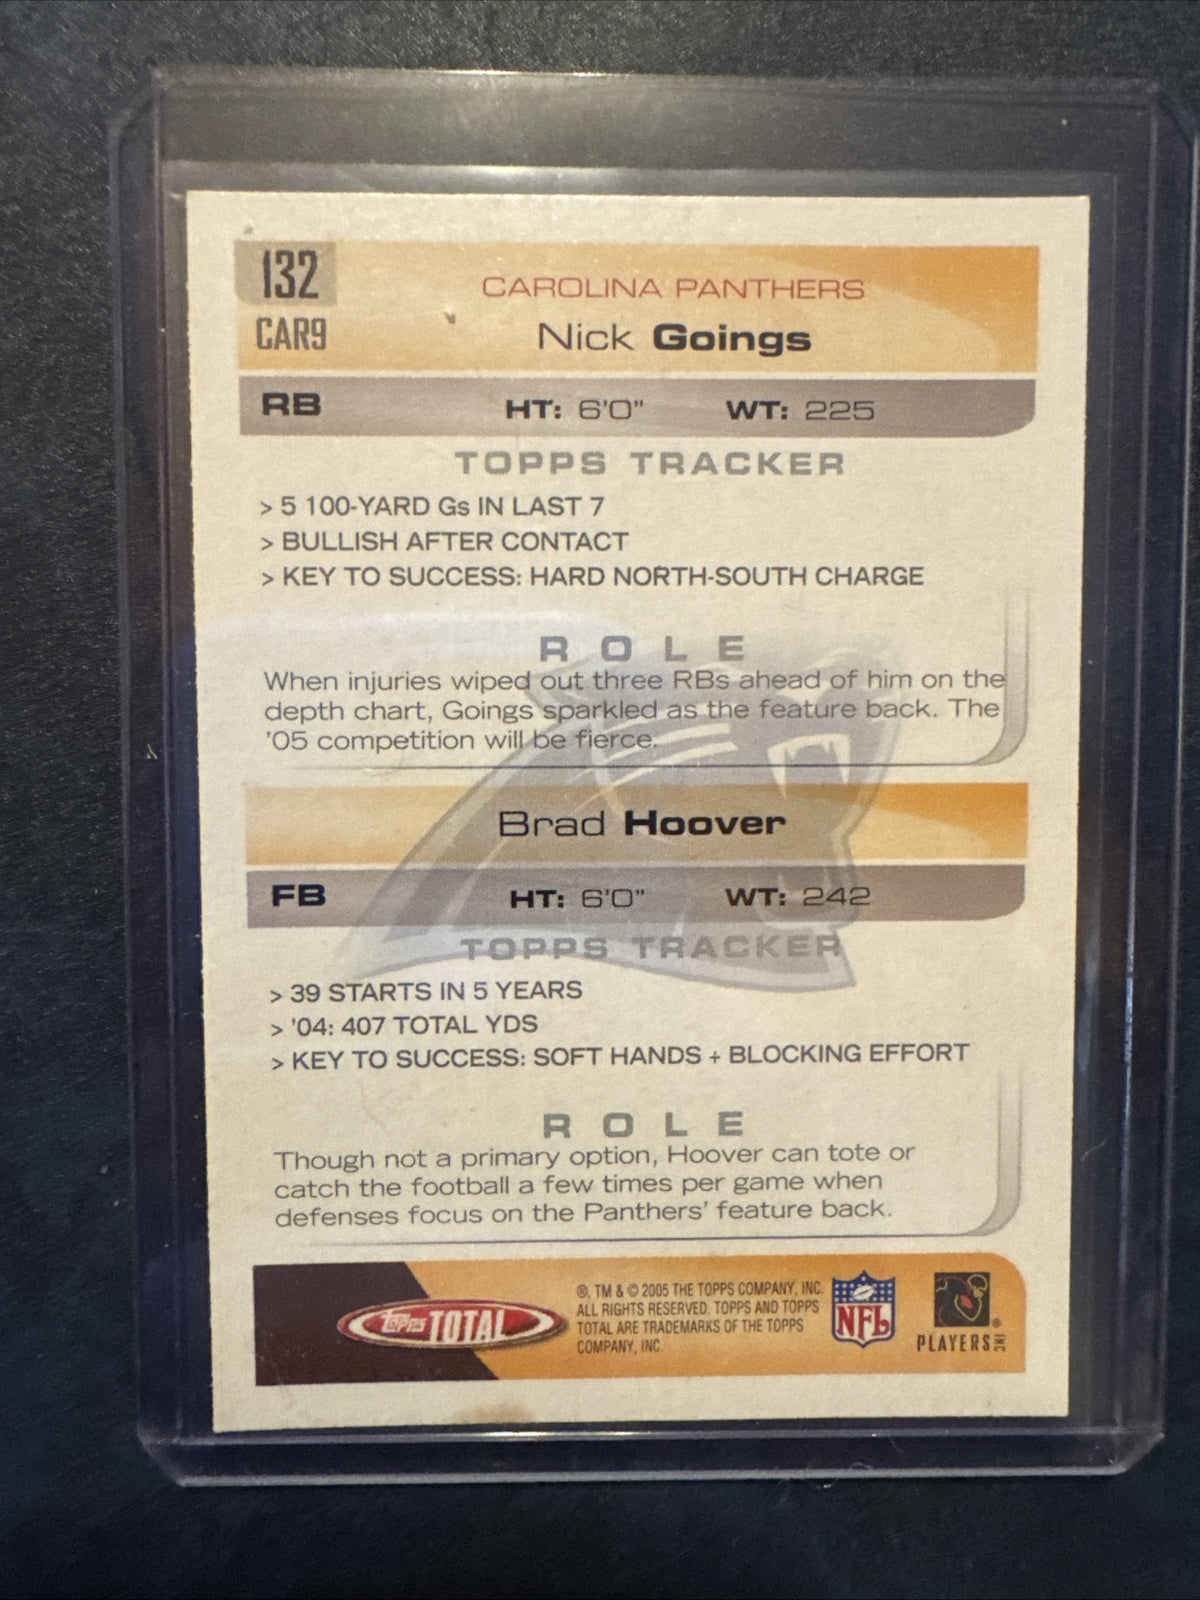 132
CAR9
CAROLINA PANTHERS
Nick Goings
RB HT: 6'0" WT: 225
TOPPS TRACKER
> 5 100-YARD Gs IN LAST 7
> BULLISH AFTER CONTACT
> KEY TO SUCCESS: HARD NORTH-SOUTH CHARGE
ROLE
When injuries wiped out three RBs ahead of him on the
depth chart, Goings sparkled as the feature back. The
'05 competition will be fierce.
Brad Hoover
FB HT: 6'0" WT: 242
TOPPS TRACKER
> 39 STARTS IN 5 YEARS
> '04: 407 TOTAL YDS
> KEY TO SUCCESS: SOFT HANDS + BLOCKING EFFORT
ROLE
Though not a primary option, Hoover can tote or
catch the football a few times per game when
defenses focus on the Panthers' feature back.
Topps TOTAL
®, TM & © 2005 THE TOPPS COMPANY, INC.
ALL RIGHTS RESERVED. TOPPS AND TOPPS
TOTAL ARE TRADEMARKS OF THE TOPPS
COMPANY, INC.
NFL
PLAYERS INC
®